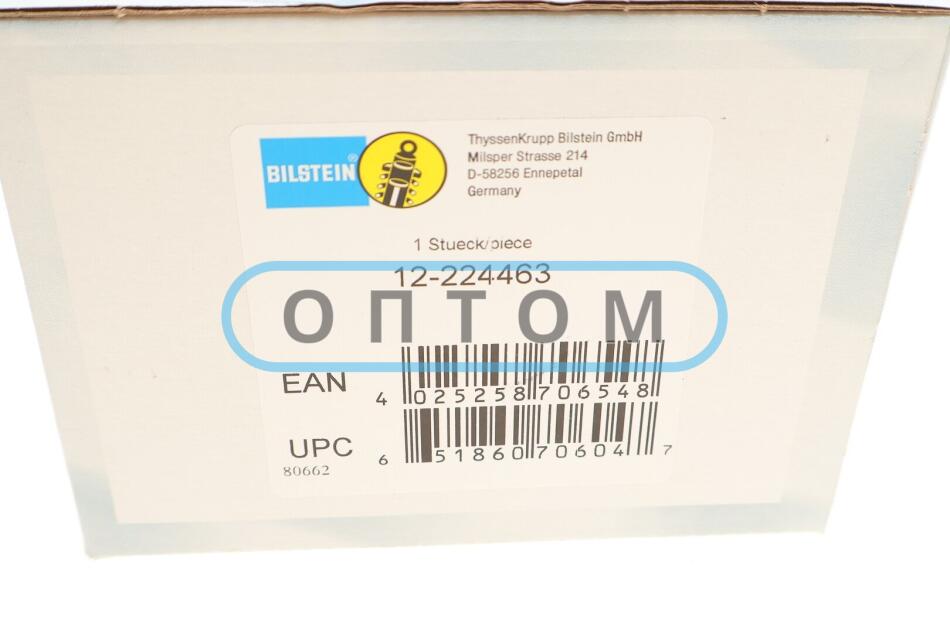 BILSTEIN®
ThyssenKrupp Bilstein GmbH
Milsper Strasse 214
D-58256 Ennepetal
Germany
1 Stueck/piece
12-224463
ОПТОМ
EAN
4 025258 706548
UPC
6 51860 70604 7
80662